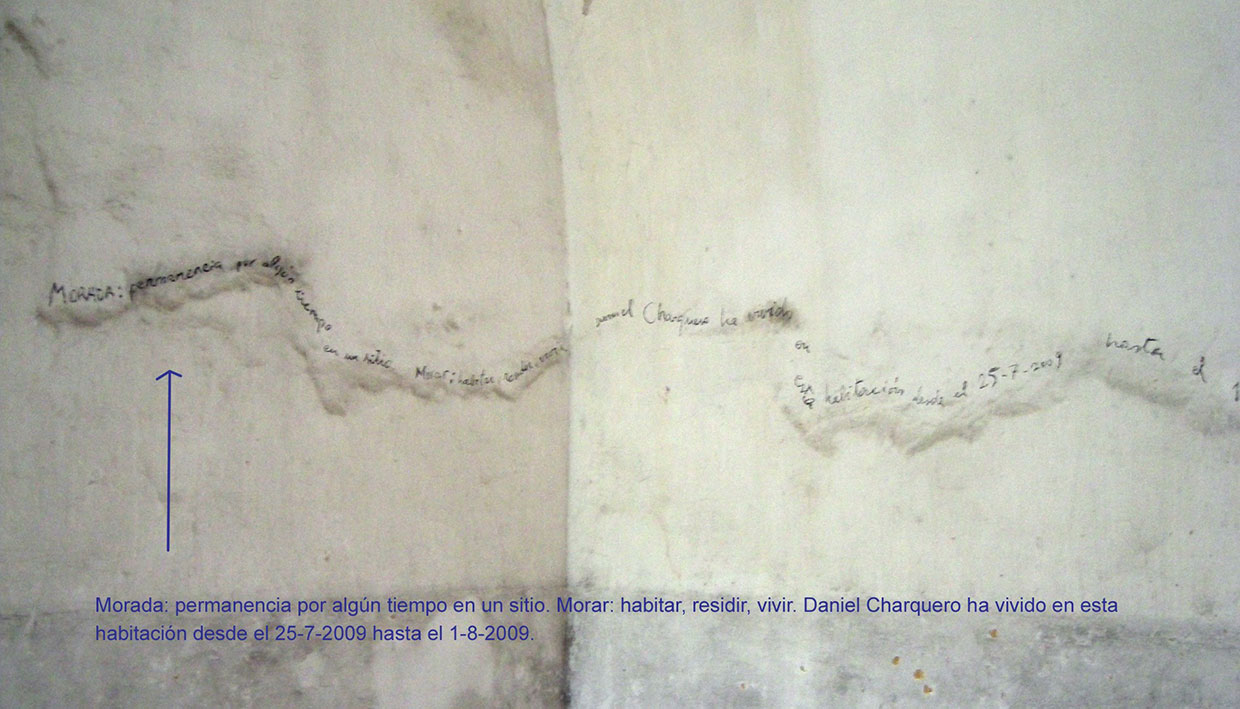 MORADA: permanencia por algún tiempo en un sitio Morar: habitar, residir, vivir
Daniel Charquero ha vivido en esta habitación desde el 25-7-2009 hasta el 1
Morada: permanencia por algún tiempo en un sitio. Morar: habitar, residir, vivir. Daniel Charquero ha vivido en esta
habitación desde el 25-7-2009 hasta el 1-8-2009.